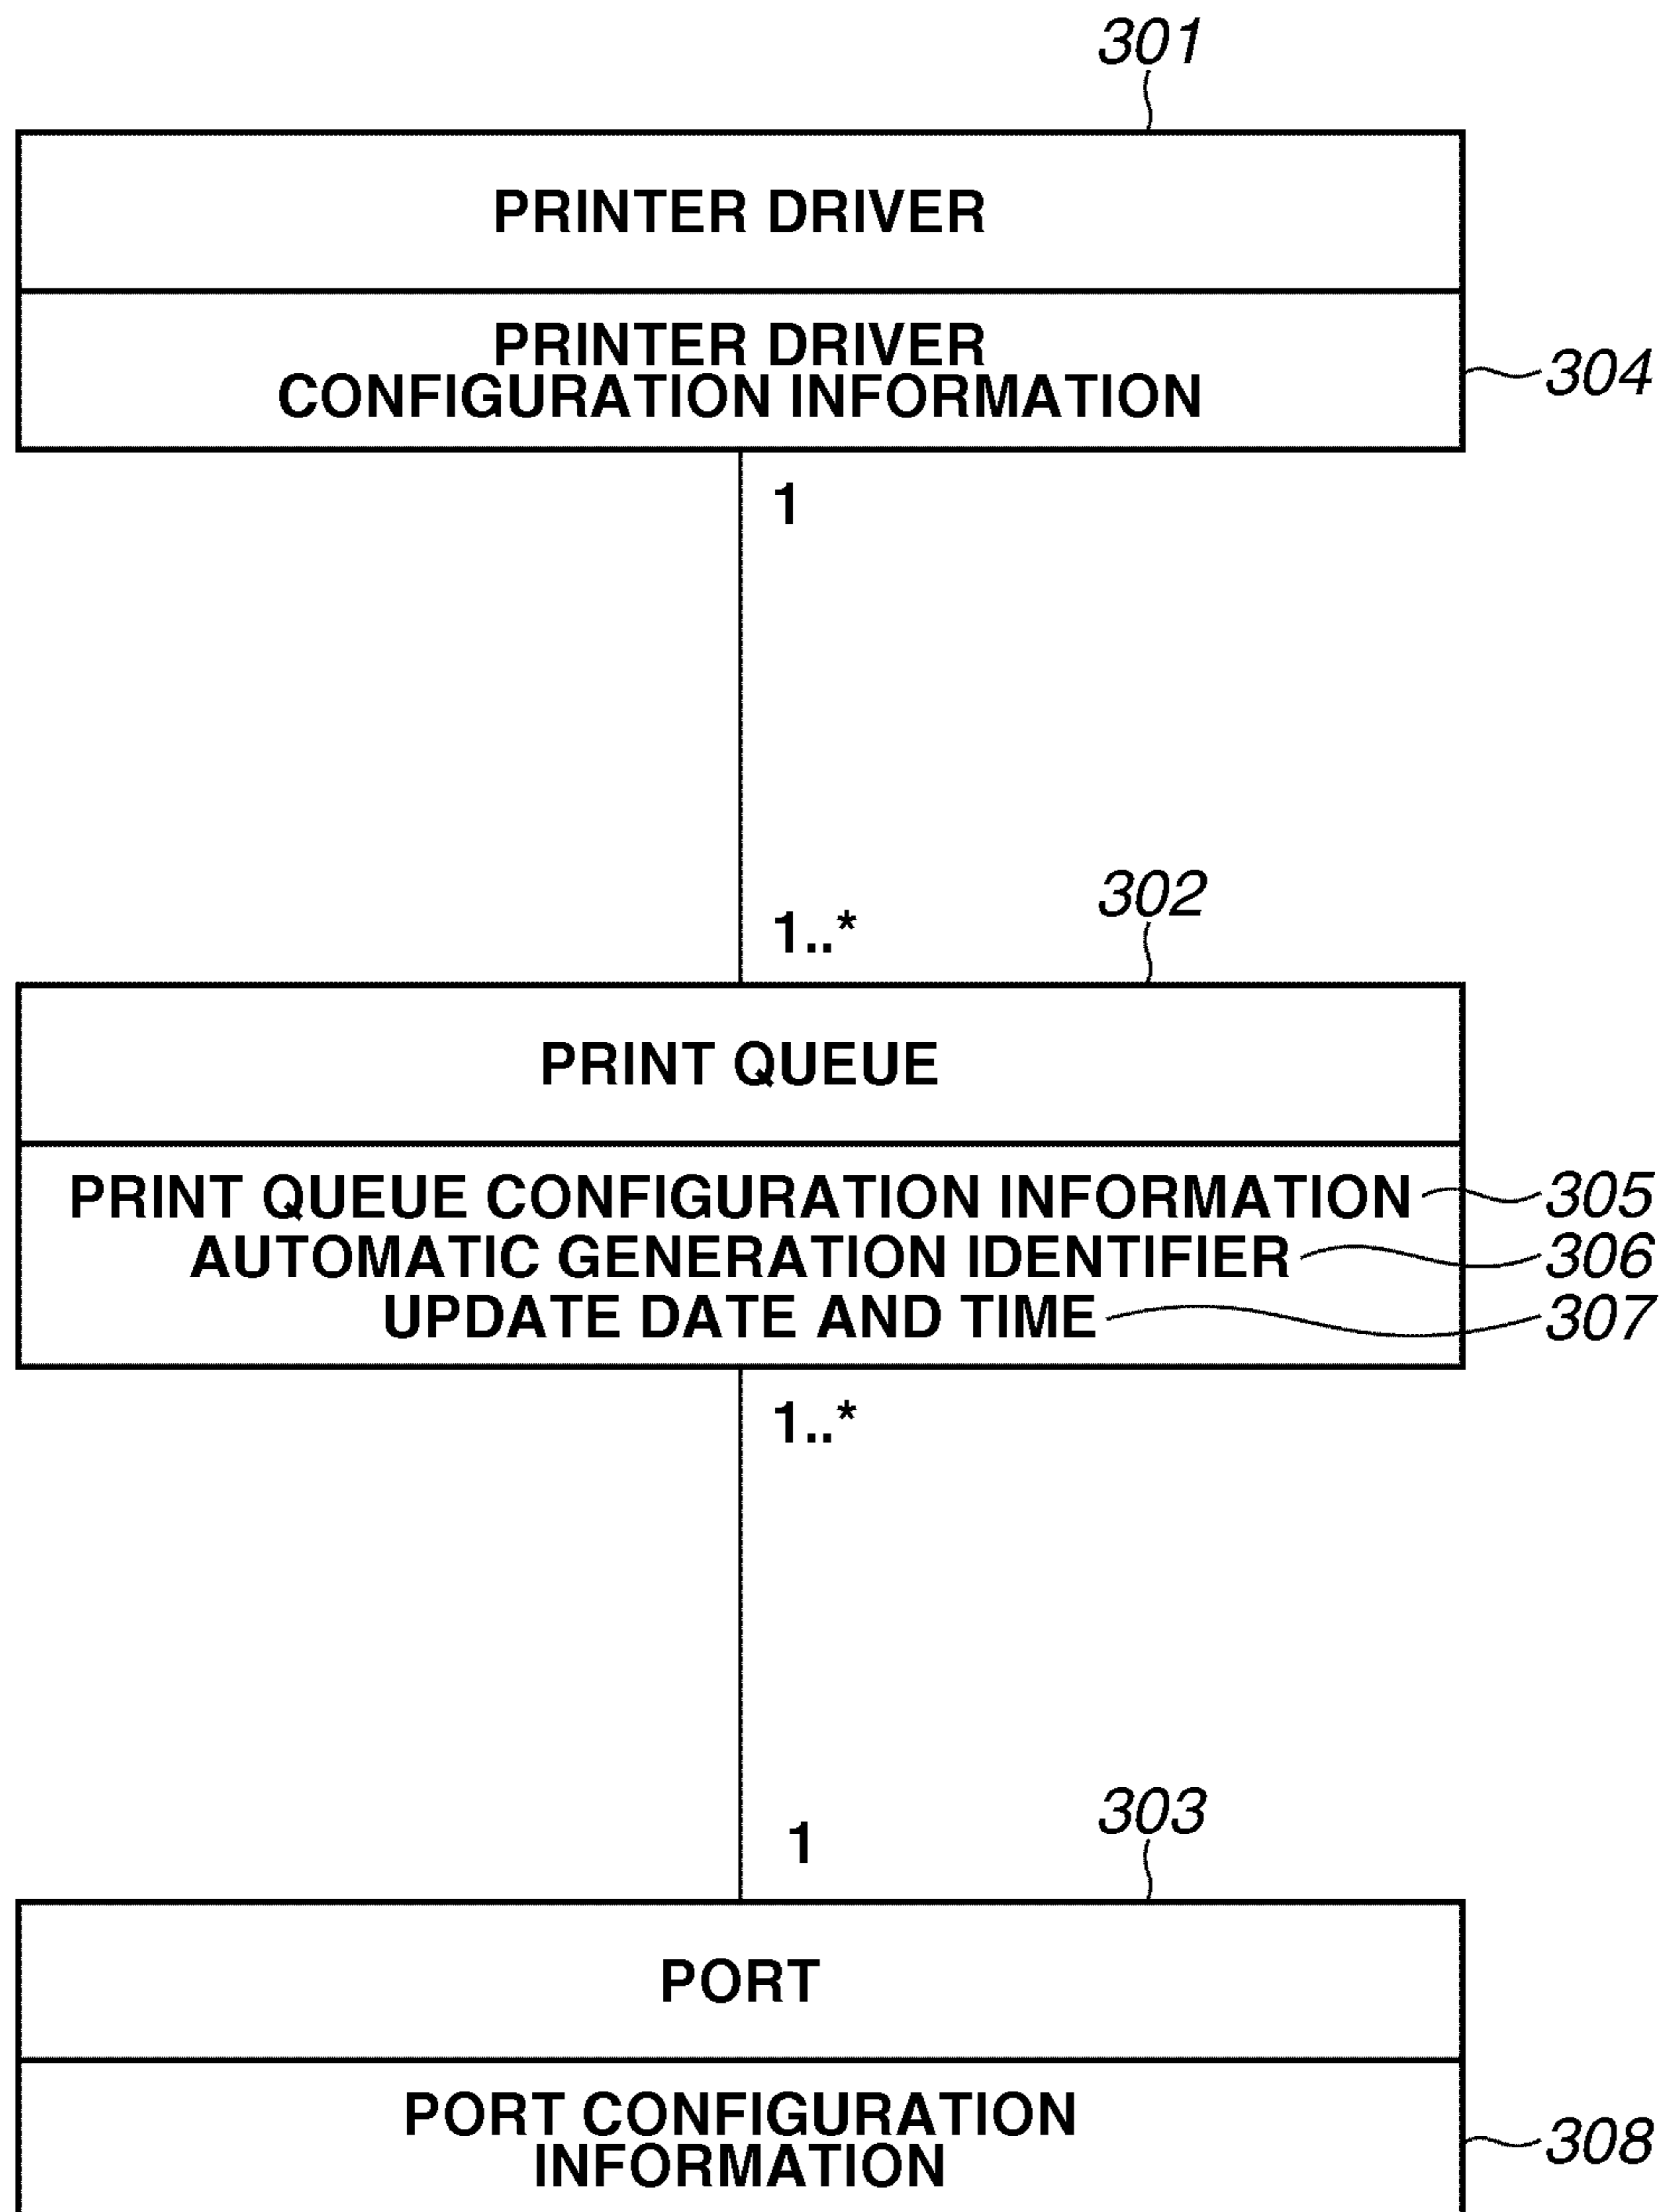 301
PRINTER DRIVER
PRINTER DRIVER
CONFIGURATION INFORMATION
304
1
1..*
302
PRINT QUEUE
PRINT QUEUE CONFIGURATION INFORMATION
305
AUTOMATIC GENERATION IDENTIFIER
306
UPDATE DATE AND TIME
307
1..*
1
303
PORT
PORT CONFIGURATION
INFORMATION
308